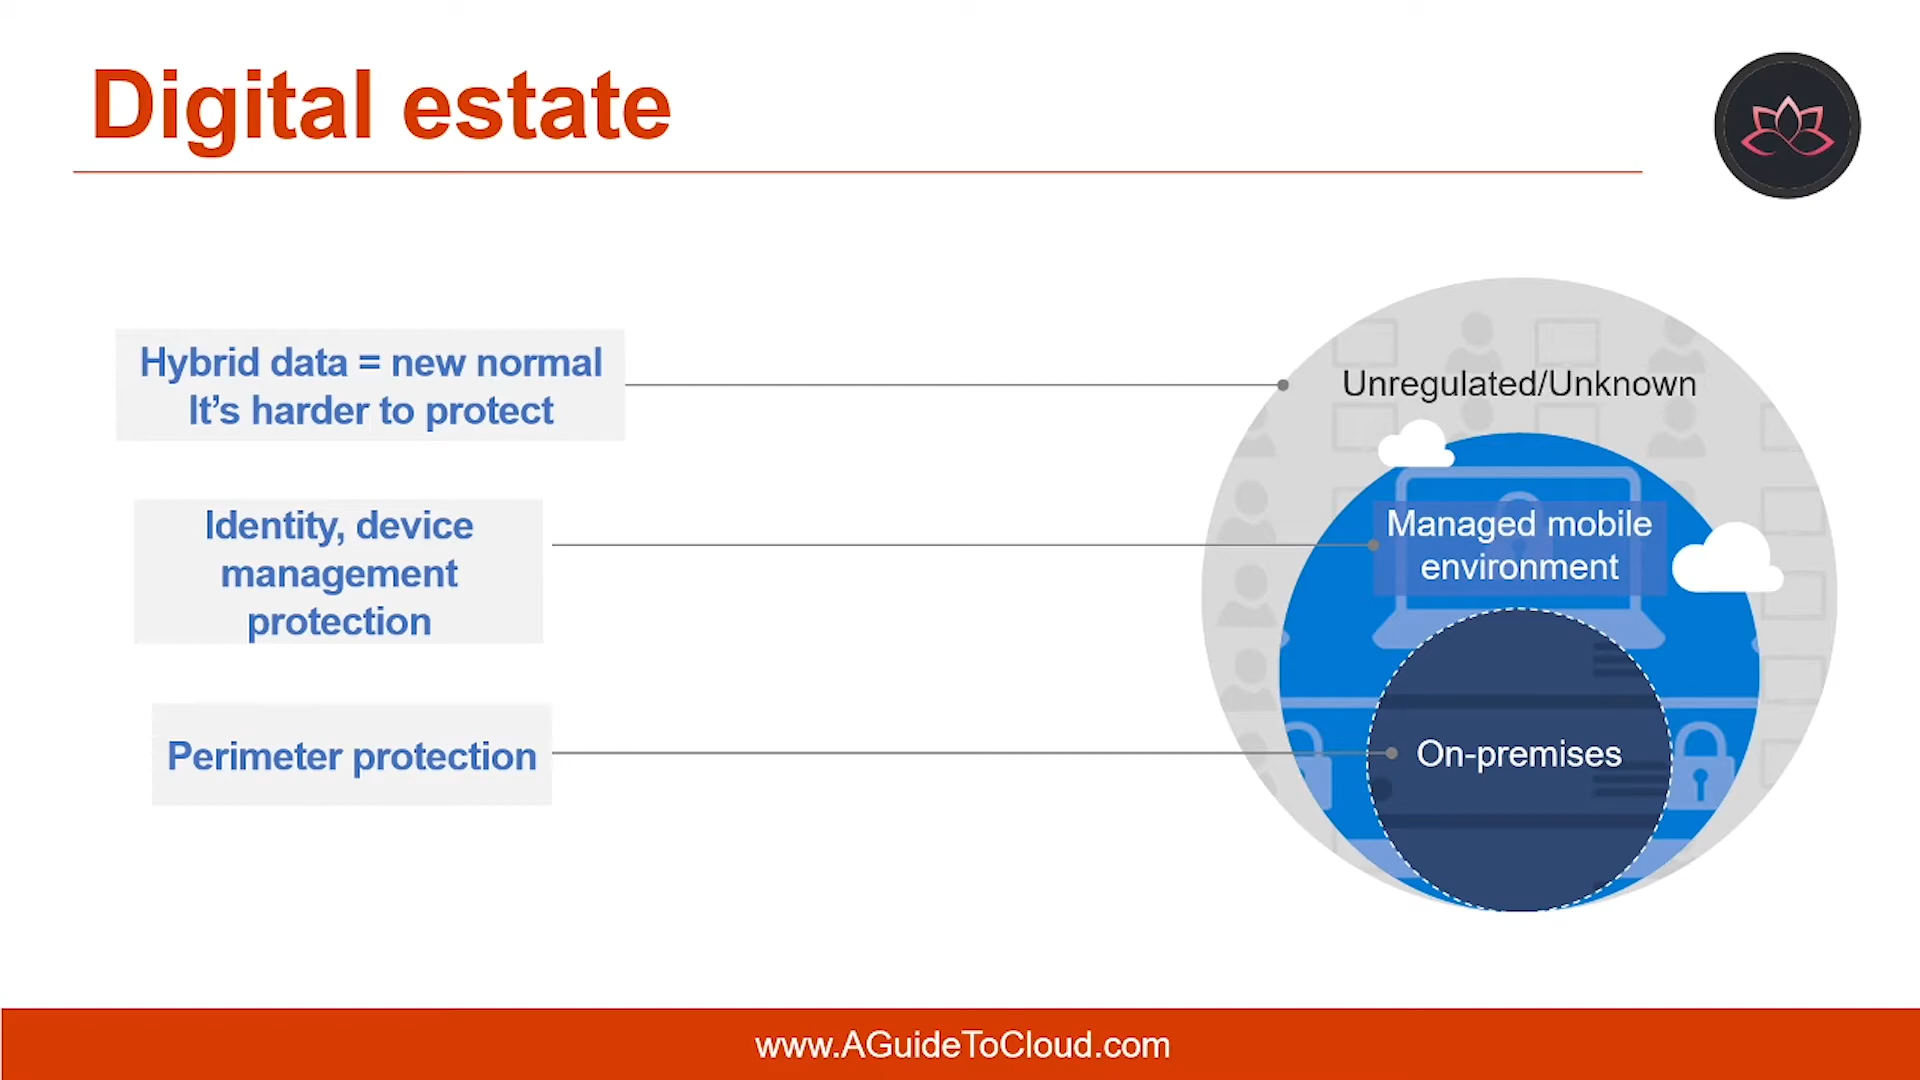 Digital estate
Hybrid data = new normal
It’s harder to protect
Unregulated/Unknown
Identity, device
management
protection
Managed mobile
environment
Perimeter protection
On-premises
www.AGuideToCloud.com